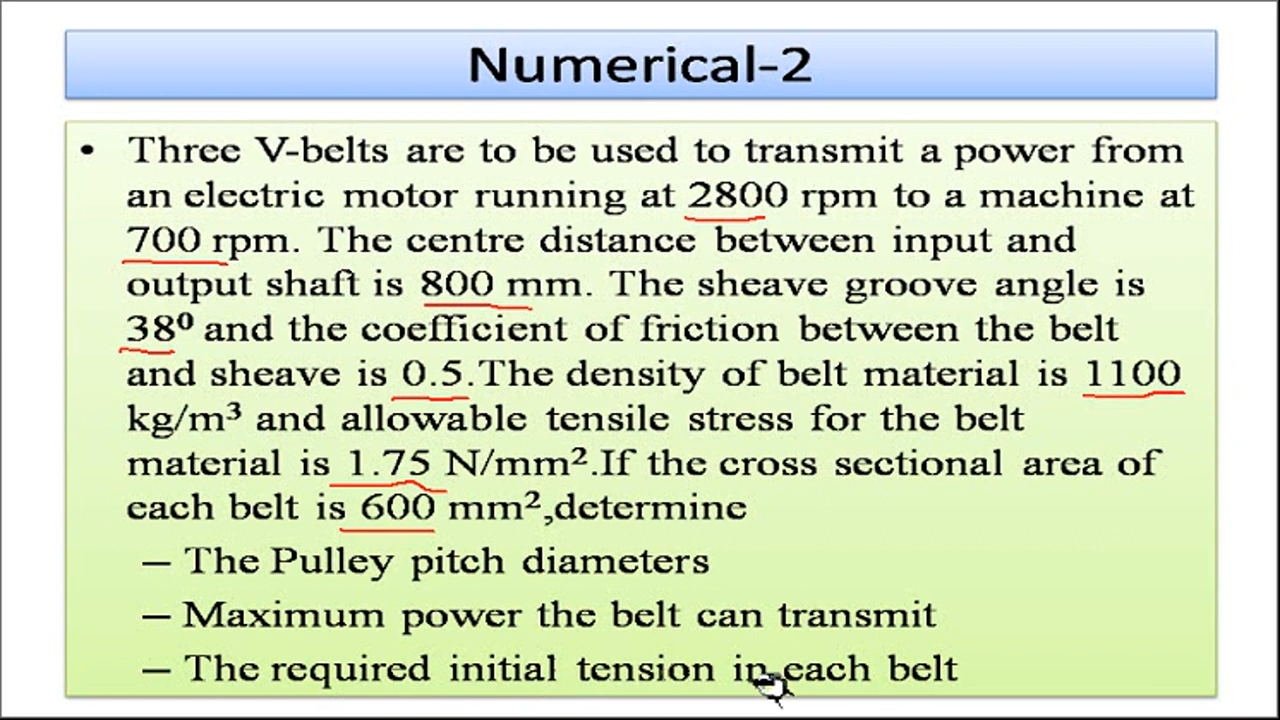 Numerical-2
• Three V-belts are to be used to transmit a power from
an electric motor running at 2800 rpm to a machine at
700 rpm. The centre distance between input and
output shaft is 800 mm. The sheave groove angle is
38⁰ and the coefficient of friction between the belt
and sheave is 0.5.The density of belt material is 1100
kg/m³ and allowable tensile stress for the belt
material is 1.75 N/mm².If the cross sectional area of
each belt is 600 mm²,determine
– The Pulley pitch diameters
– Maximum power the belt can transmit
– The required initial tension in each belt